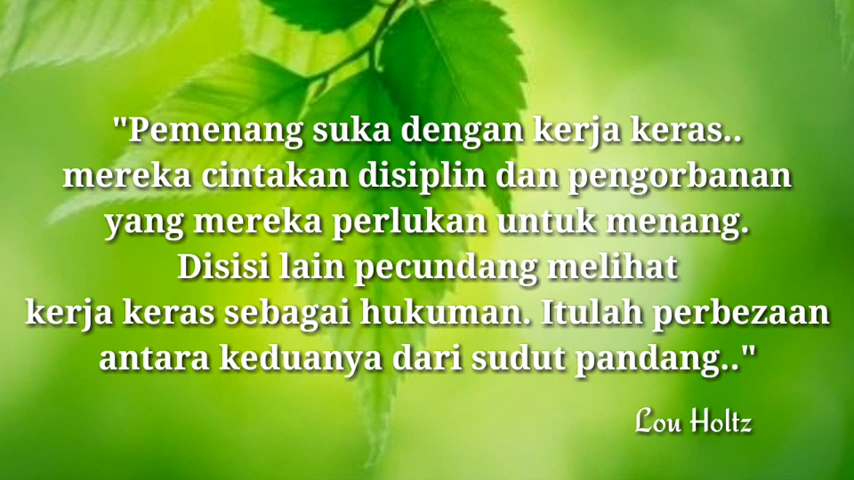 "Pemenang suka dengan kerja keras..
mereka cintakan disiplin dan pengorbanan
yang mereka perlukan untuk menang.
Disisi lain pecundang melihat
kerja keras sebagai hukuman. Itulah perbezaan
antara keduanya dari sudut pandang.."
Lou Holtz